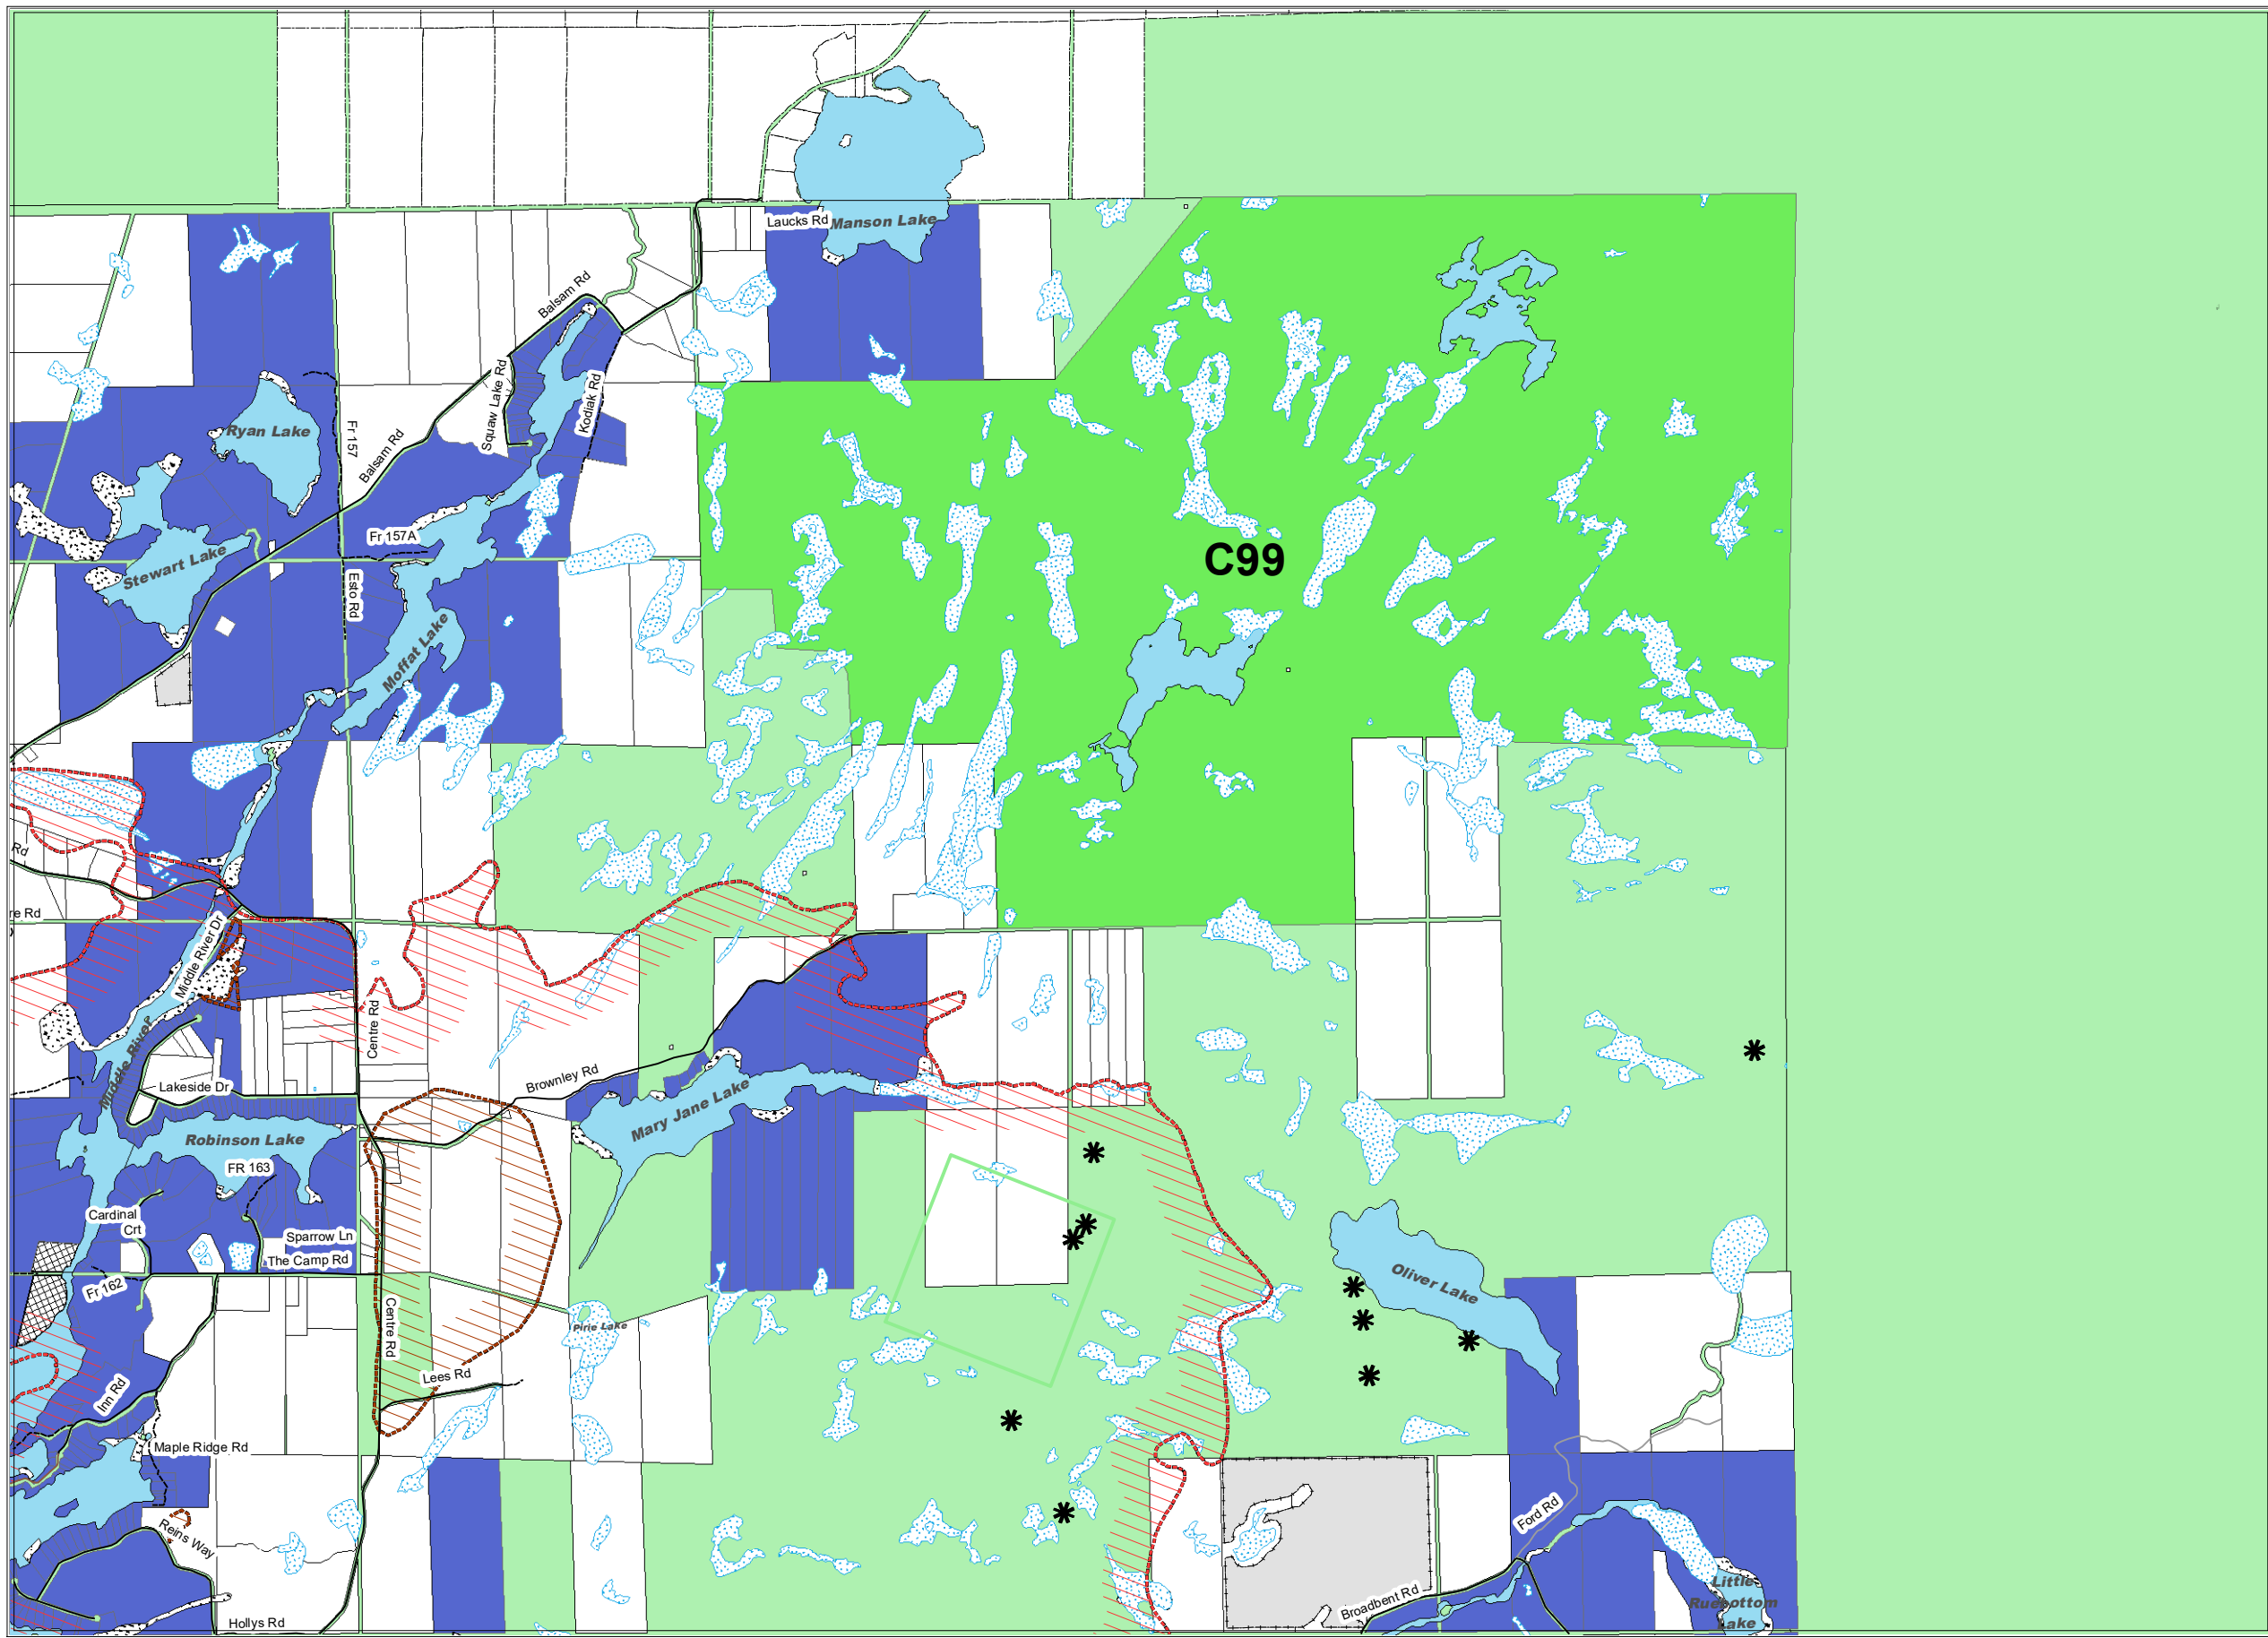 Laucks Rd
Manson Lake
Balsam Rd
Squaw Lake Rd
Kodiak Rd
Ryan Lake
Fr 157
Balsam Rd
Fr 157A
C99
Stewart Lake
Esto Rd
Moffat Lake
Rd
re Rd
Middle River Dr
Centre Rd
Middle River
Lakeside Dr
Brownley Rd
Mary Jane Lake
Robinson Lake
FR 163
Cardinal
Crt
Sparrow Ln
The Camp Rd
Fr 162
Oliver Lake
Centre Rd
Pirie Lake
Lees Rd
Inn Rd
Maple Ridge Rd
Reins Way
Ford Rd
Broadbent Rd
Little
Ruebottom
Lake
Hollys Rd